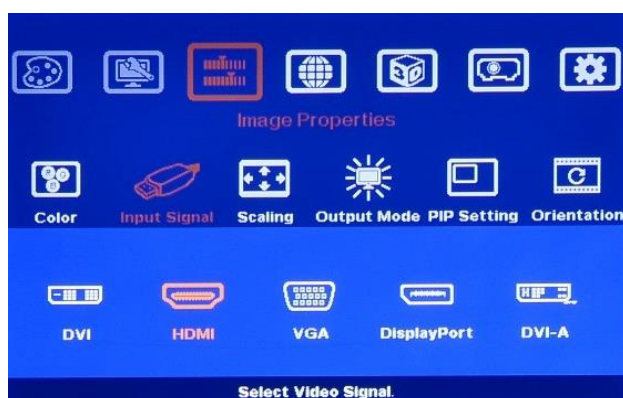 Image Properties
Color Input Signal Scaling Output Mode PIP Setting Orientation
DVI HDMI VGA DisplayPort DVI-A
Select Video Signal.